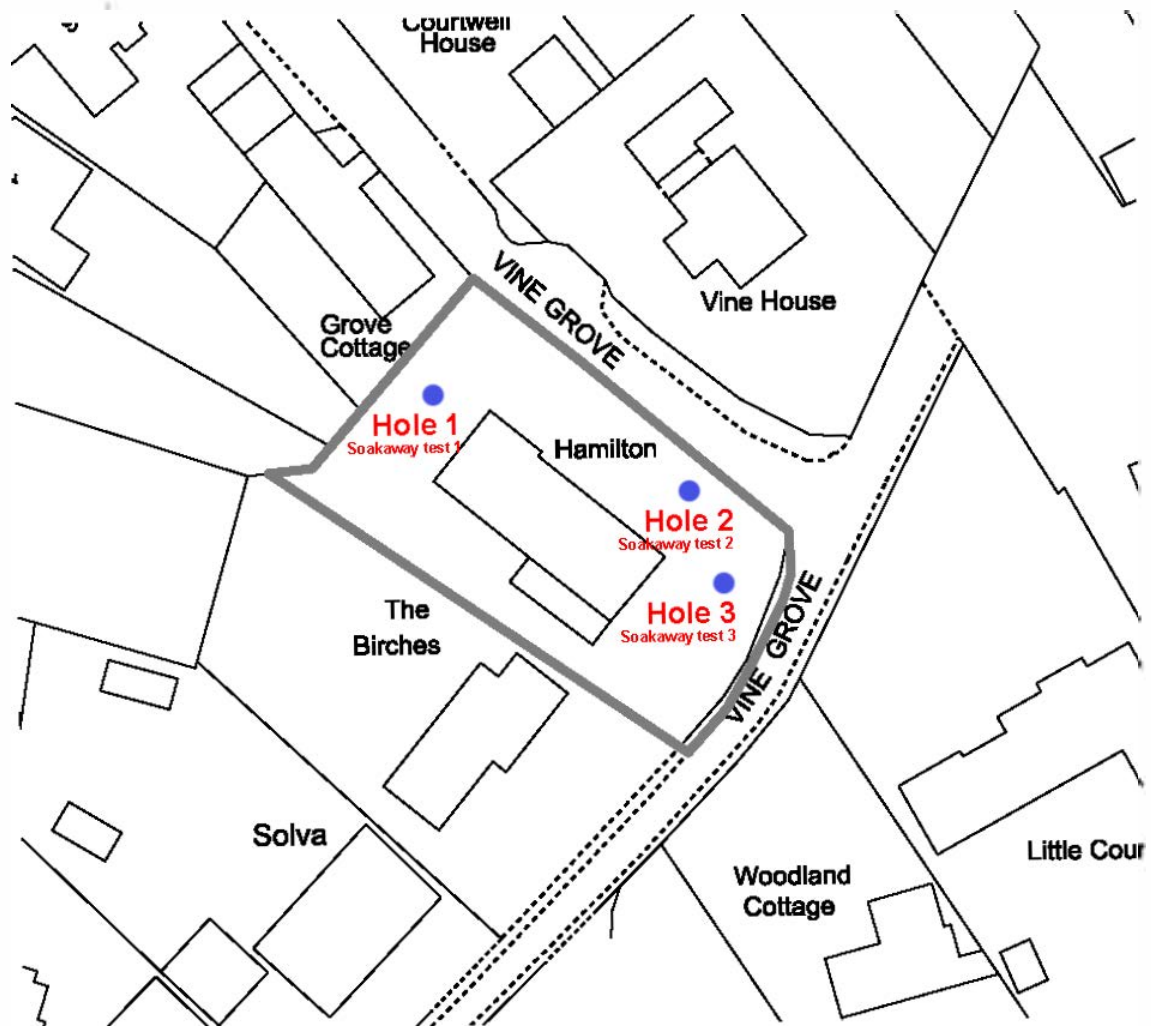 Courtwell
House
VINE GROVE
Vine House
Grove
Cottage
Hole 1
Soakaway test 1
Hamilton
Hole 2
Soakaway test 2
Hole 3
Soakaway test 3
VINE GROVE
The
Birches
Solva
Woodland
Cottage
Little Cour